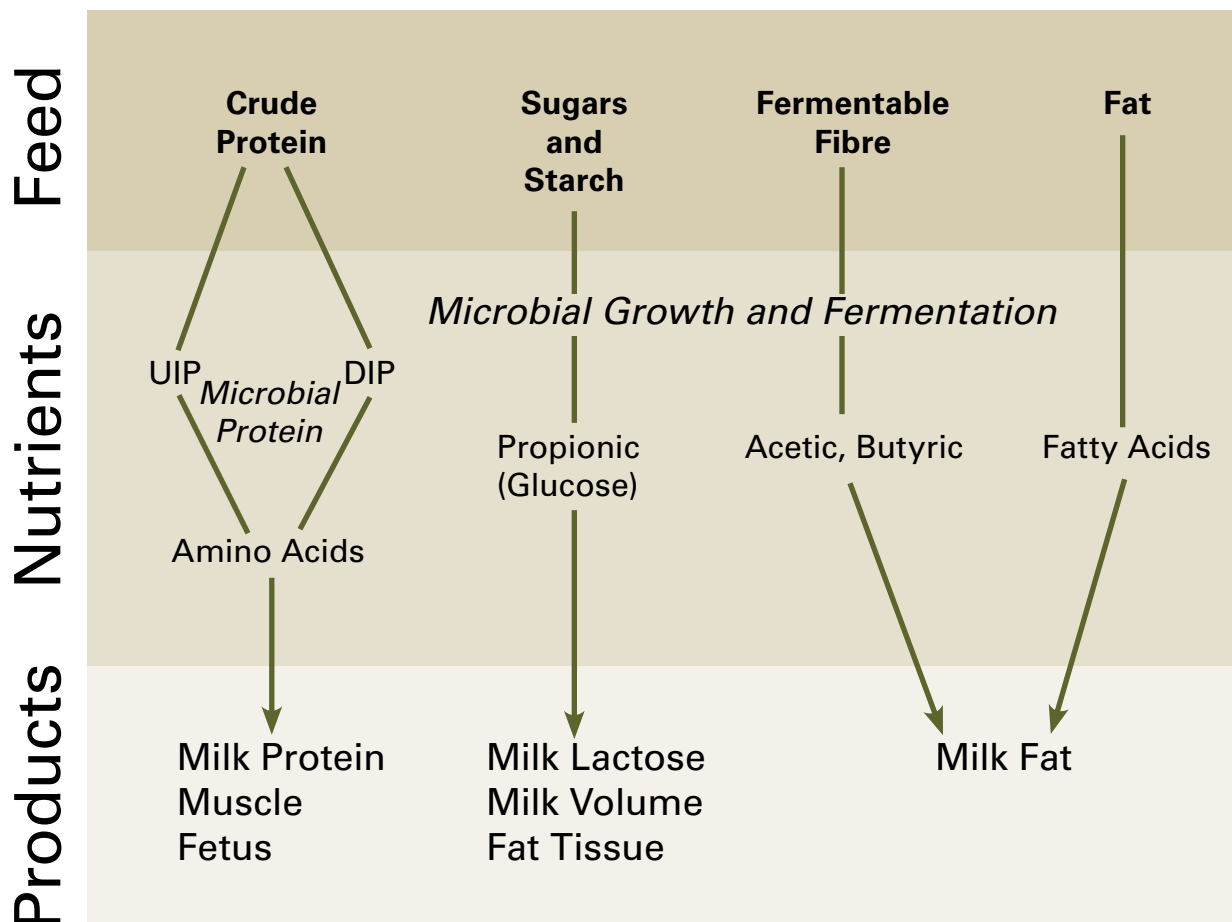 Feed
Crude
Protein
Sugars
and
Starch
Fermentable
Fibre
Fat
Nutrients
Microbial Growth and Fermentation
UIP
DIP
Microbial
Protein
Propionic
(Glucose)
Acetic, Butyric
Fatty Acids
Amino Acids
Products
Milk Protein
Muscle
Fetus
Milk Lactose
Milk Volume
Fat Tissue
Milk Fat